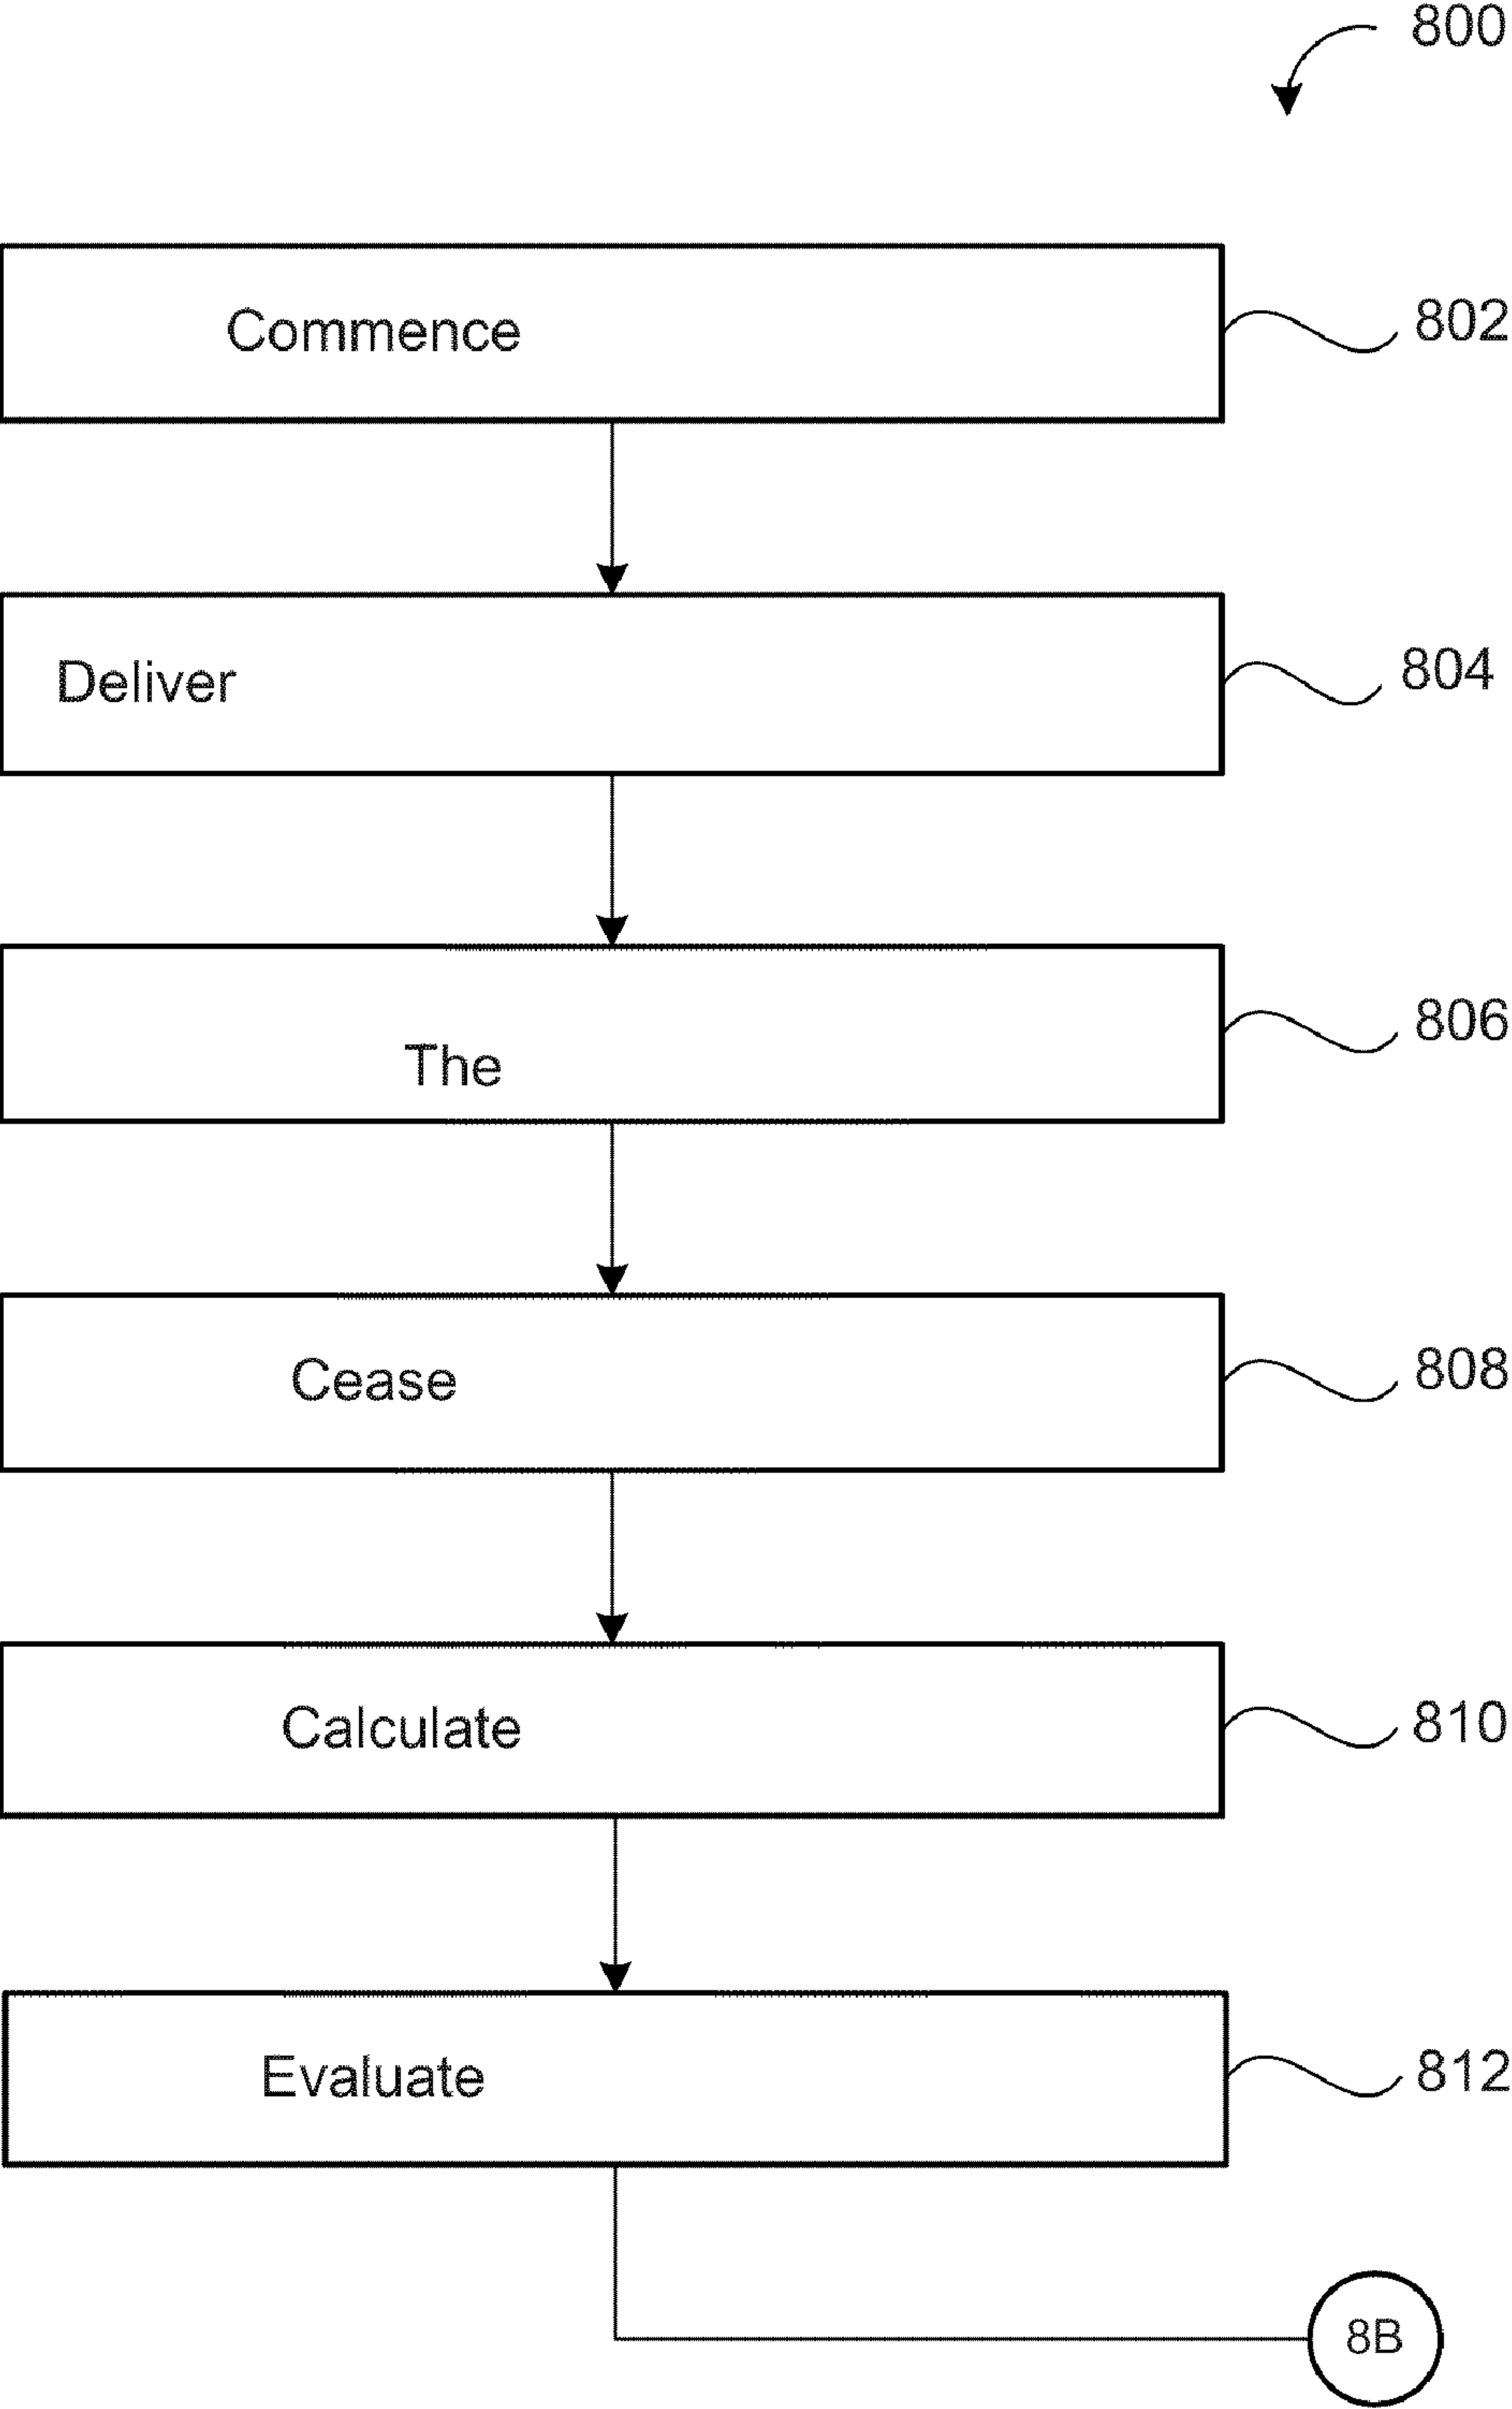 800
Commence
802
Deliver
804
806
The
Cease
808
Calculate
810
Evaluate
812
8B